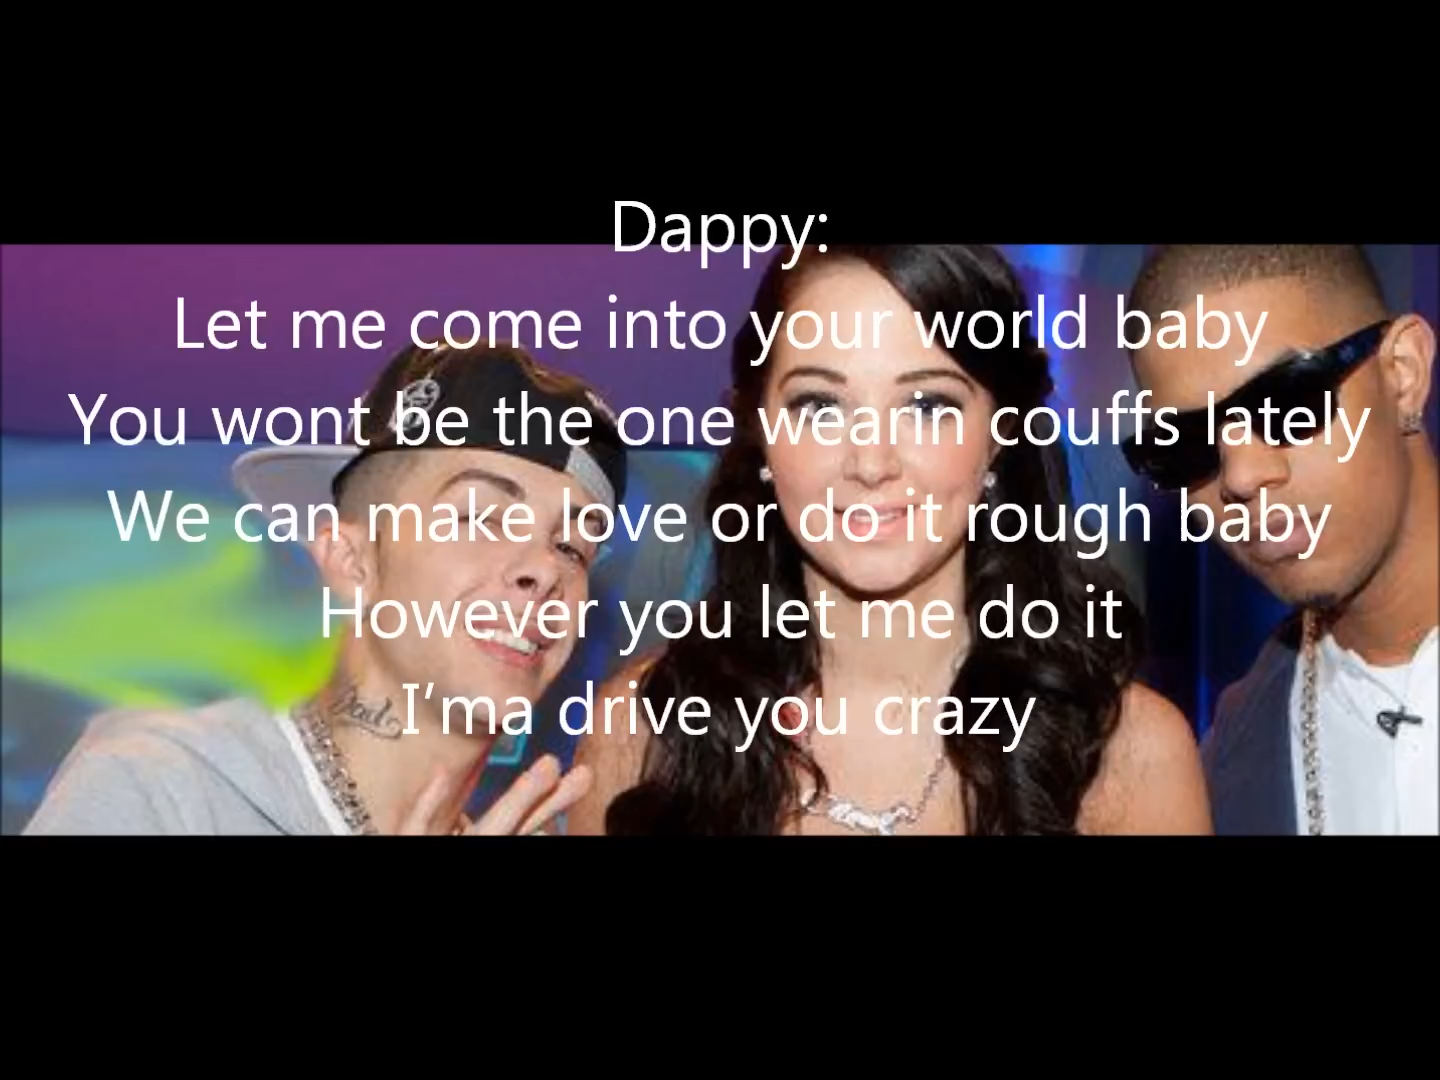 Dappy:
Let me come into your world baby
You wont be the one wearin couffs lately
We can make love or do it rough baby
However you let me do it
I’ma drive you crazy
Dad